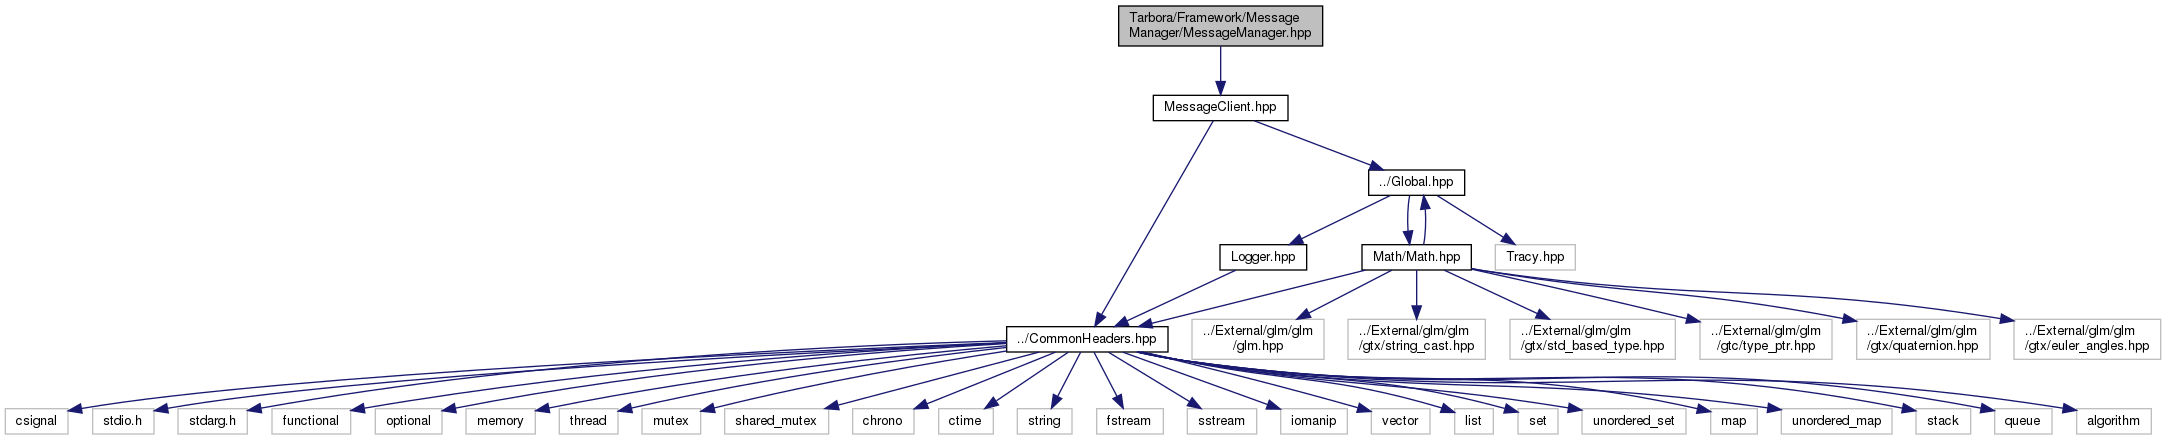 Tarbora/Framework/Message
Manager/MessageManager.hpp
MessageClient.hpp
../Global.hpp
Logger.hpp
Math/Math.hpp
Tracy.hpp
../CommonHeaders.hpp
../External/glm/glm
/glm.hpp
../External/glm/glm
/gtx/string_cast.hpp
../External/glm/glm
/gtx/std_based_type.hpp
../External/glm/glm
/gtc/type_ptr.hpp
../External/glm/glm
/gtx/quaternion.hpp
../External/glm/glm
/gtx/euler_angles.hpp
csignal
stdio.h
stdarg.h
functional
optional
memory
thread
mutex
shared_mutex
chrono
ctime
string
fstream
sstream
iomanip
vector
list
set
unordered_set
map
unordered_map
stack
queue
algorithm